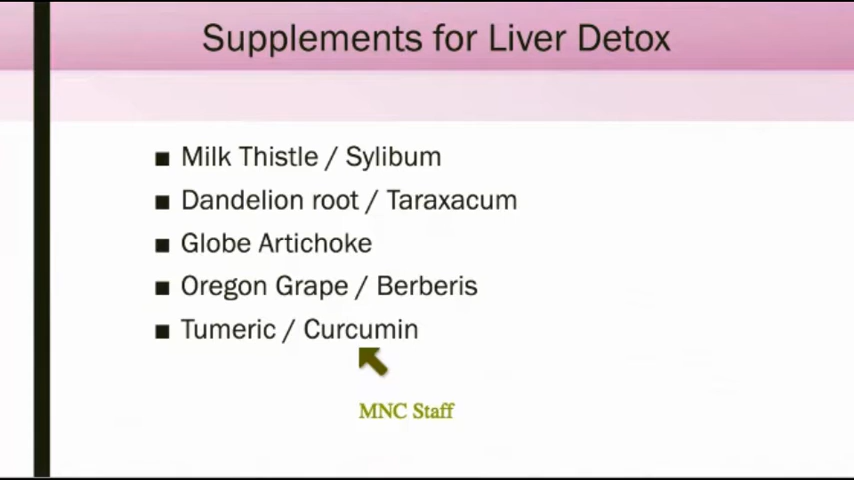 Supplements for Liver Detox
Milk Thistle / Sylibum
Dandelion root / Taraxacum
Globe Artichoke
Oregon Grape / Berberis
Tumeric / Curcumin
MNC Staff